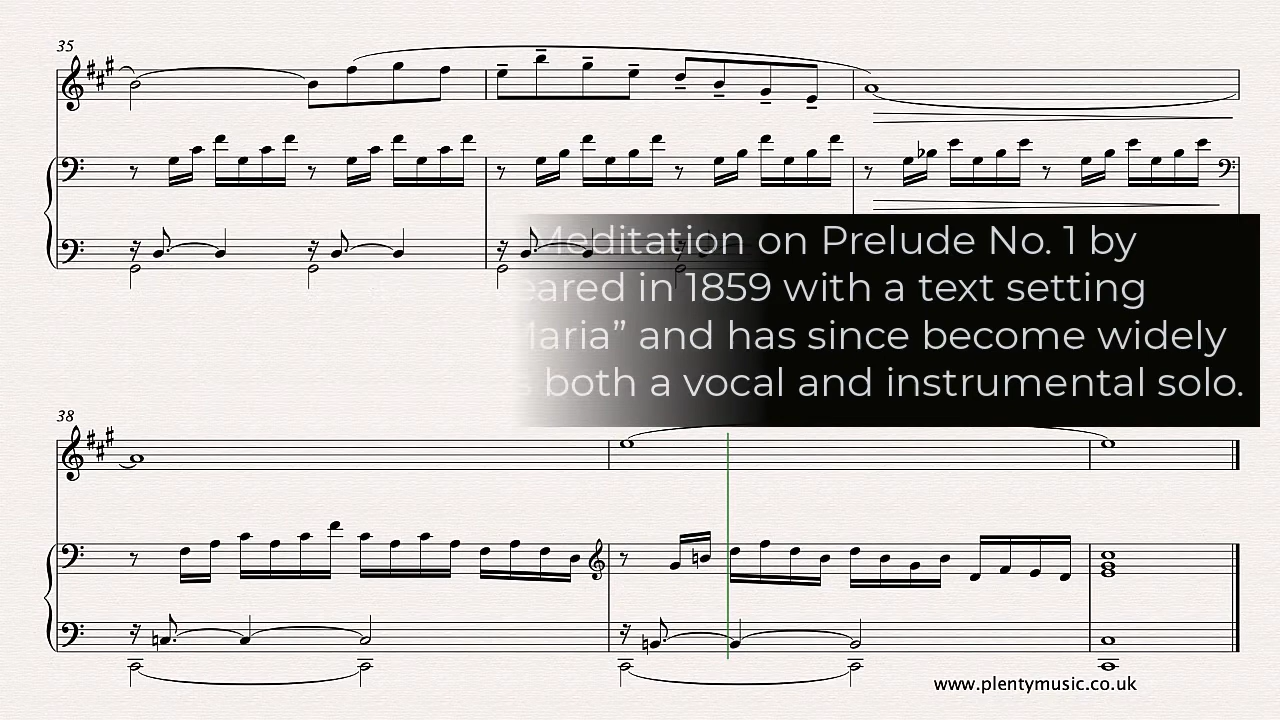 35
Meditation on Prelude No. 1 by
eared in 1859 with a text setting
Maria” and has since become widely
s both a vocal and instrumental solo.
38
www.plentymusic.co.uk